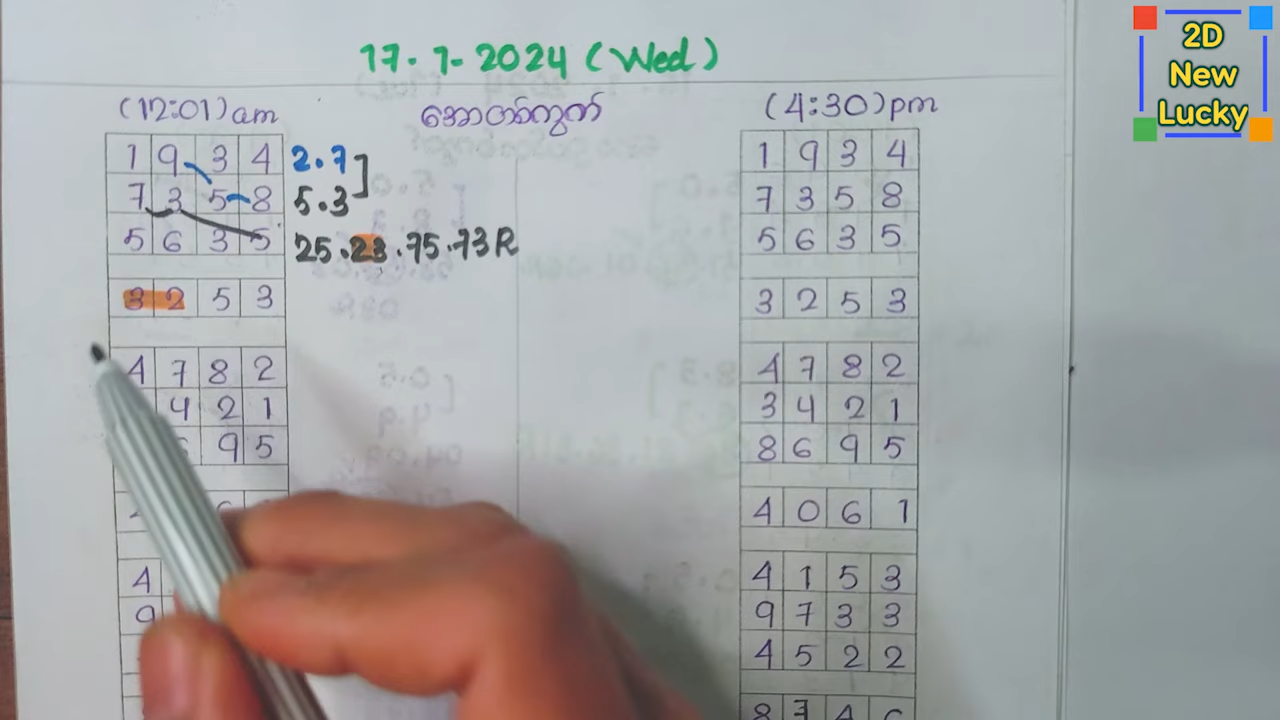 17.7-2024 (Wed)
2D
New
Lucky
(12:01)am
အောတစ်ကွက်
(4:30)pm
1 9 3 4 2.7
7 3 5 8 5.3
5 6 3 5 25.23.75.73R
3 2 5 3
4 7 8 2
4 2 1
9 5
4
9
1 9 3 4
7 3 5 8
5 6 3 5
3 2 5 3
4 7 8 2
3 4 2 1
8 6 9 5
4 0 6 1
4 1 5 3
9 7 3 3
4 5 2 2